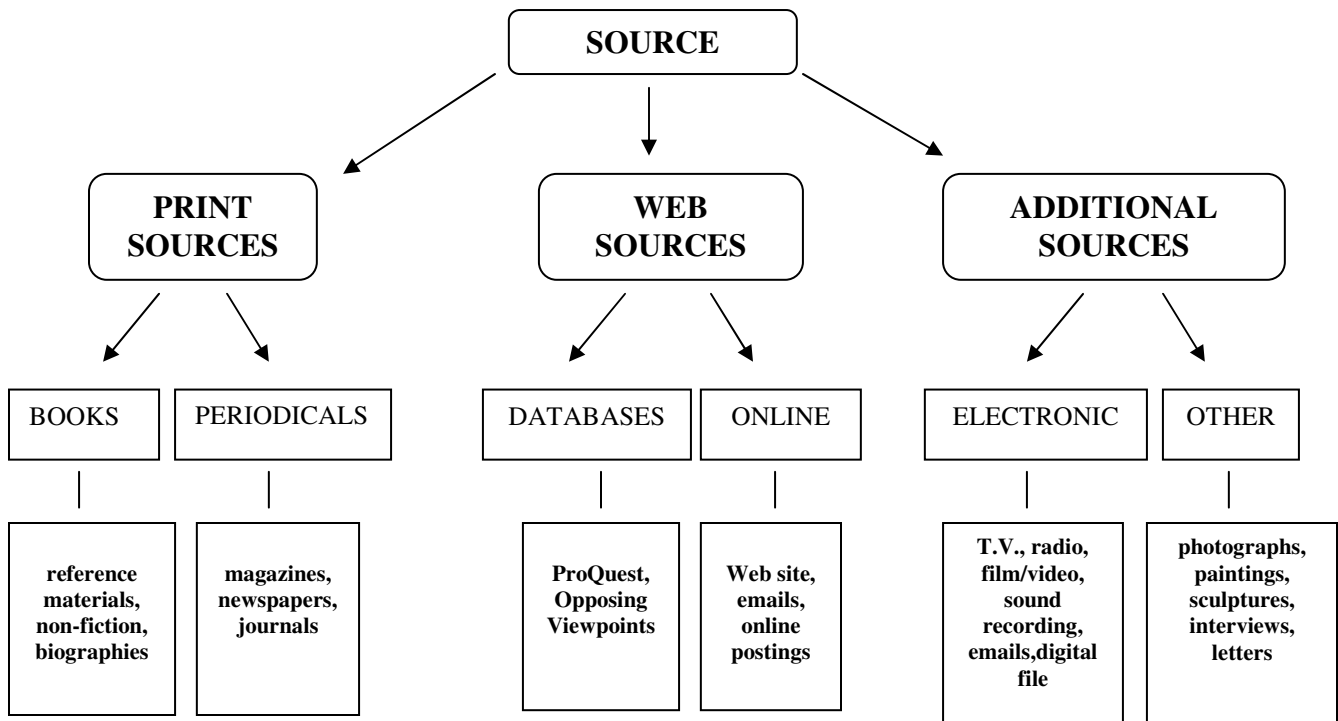 SOURCE
PRINT
SOURCES
WEB
SOURCES
ADDITIONAL
SOURCES
BOOKS
PERIODICALS
DATABASES
ONLINE
ELECTRONIC
OTHER
reference
materials,
non-fiction,
biographies
magazines,
newspapers,
journals
ProQuest,
Opposing
Viewpoints
Web site,
emails,
online
postings
T.V., radio,
film/video,
sound
recording,
emails,digital
file
photographs,
paintings,
sculptures,
interviews,
letters